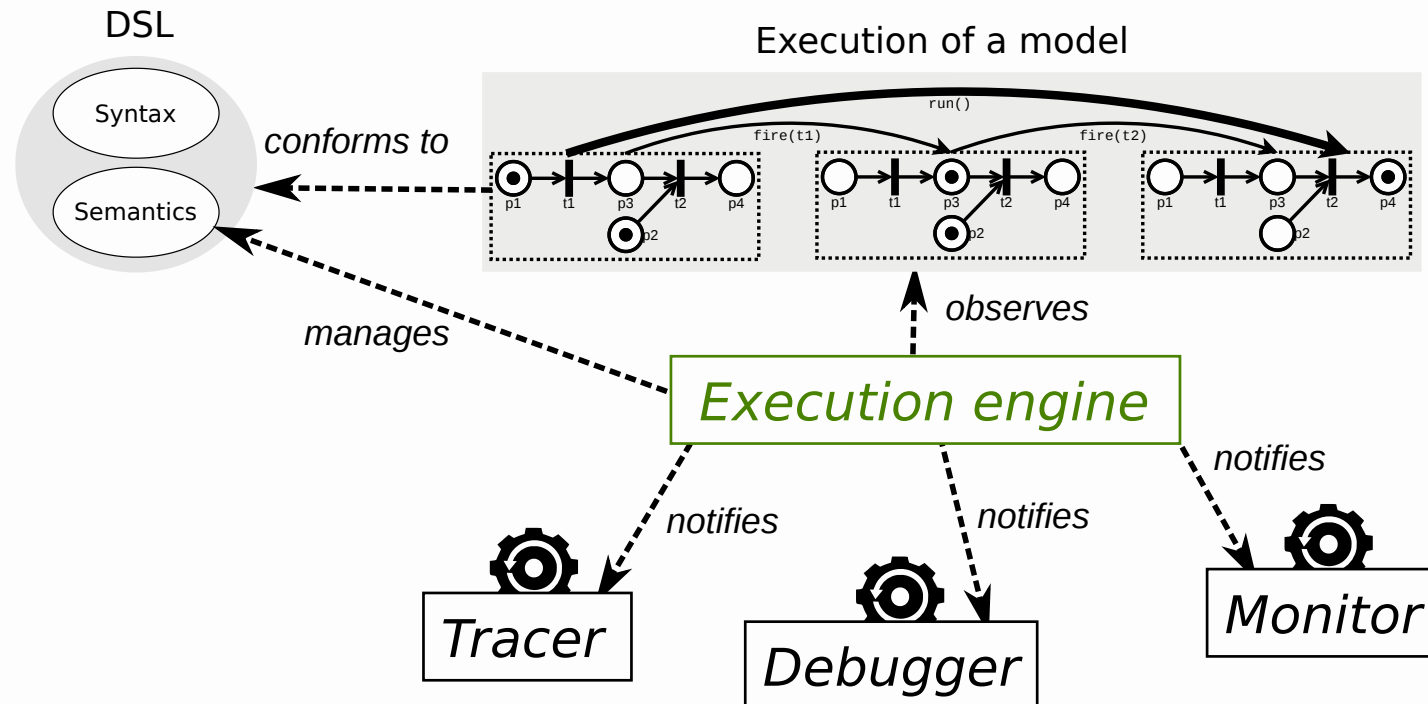 DSL
Execution of a model
Syntax
Semantics
conforms to
run()
fire(t1)
fire(t2)
p1
t1
p3
t2
p4
p2
p1
t1
p3
t2
p4
p2
p1
t1
p3
t2
p4
p2
manages
observes
Execution engine
notifies
notifies
notifies
Tracer
Debugger
Monitor